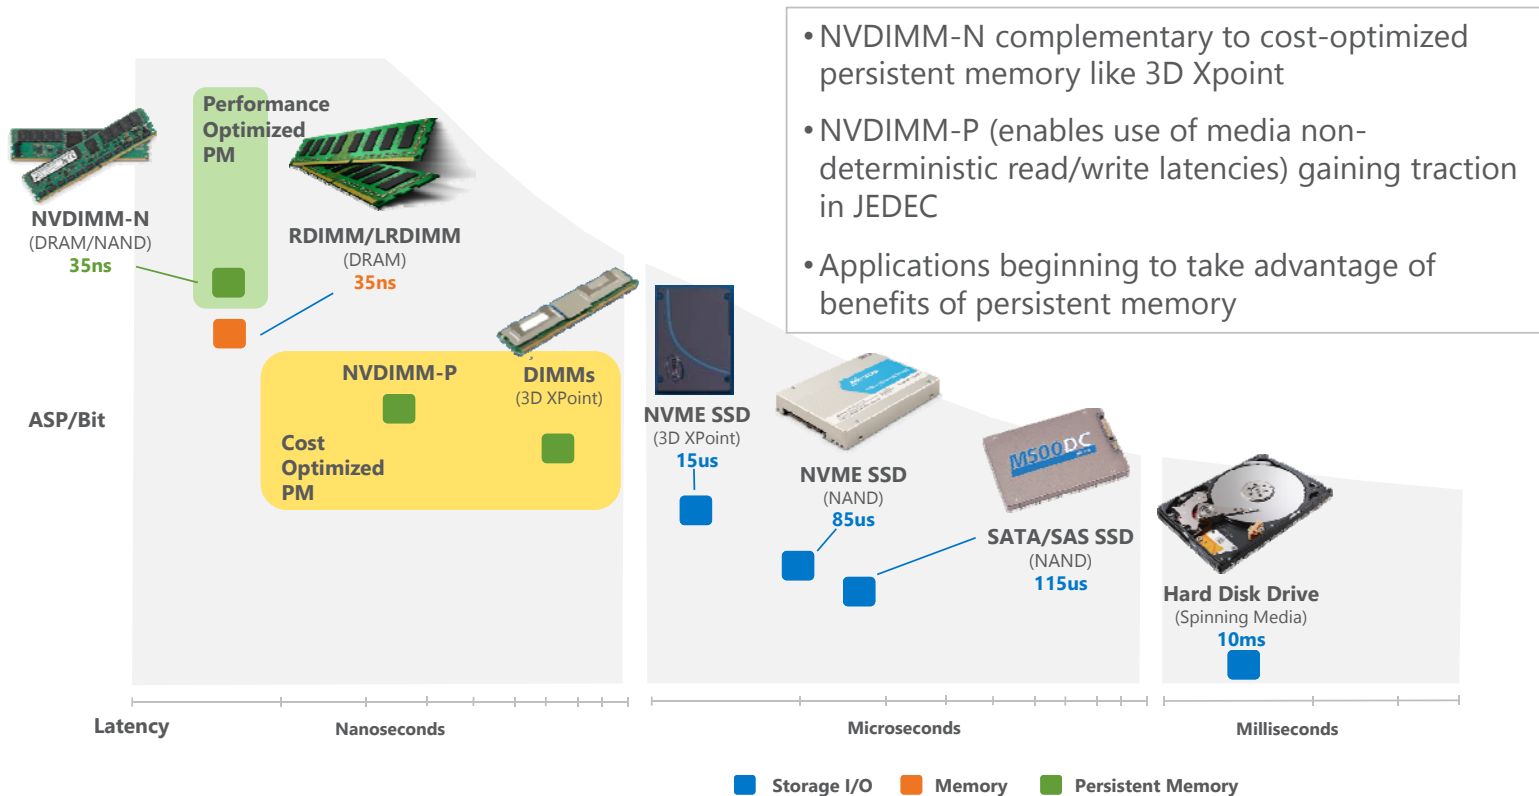 • NVDIMM-N complementary to cost-optimized
persistent memory like 3D Xpoint
• NVDIMM-P (enables use of media non-
deterministic read/write latencies) gaining traction
in JEDEC
• Applications beginning to take advantage of
benefits of persistent memory
Performance
Optimized
PM
NVDIMM-N
(DRAM/NAND)
35ns
RDIMM/LRDIMM
(DRAM)
35ns
NVDIMM-P
DIMMs
(3D XPoint)
Cost
Optimized
PM
ASP/Bit
NVME SSD
(3D XPoint)
15us
NVME SSD
(NAND)
85us
M500DC
SATA/SAS SSD
(NAND)
115us
Hard Disk Drive
(Spinning Media)
10ms
Latency
Nanoseconds
Microseconds
Milliseconds
Storage I/O
Memory
Persistent Memory